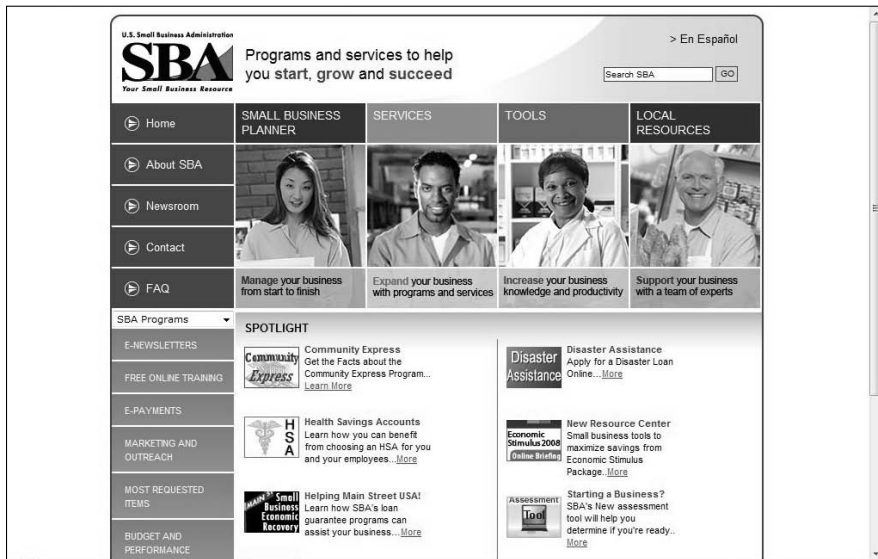 U.S. Small Business Administration
SBA
Your Small Business Resource
Programs and services to help
you start, grow and succeed
> En Español
Search SBA
GO
Home
About SBA
Newsroom
Contact
FAQ
SMALL BUSINESS
PLANNER
Manage your business
from start to finish
SERVICES
Expand your business
with programs and services
TOOLS
Increase your business
knowledge and productivity
LOCAL
RESOURCES
Support your business
with a team of experts
SBA Programs
E-NEWSLETTERS
FREE ONLINE TRAINING
E-PAYMENTS
MARKETING AND
OUTREACH
MOST REQUESTED
ITEMS
BUDGET AND
PERFORMANCE
SPOTLIGHT
Community
Express
Community Express
Get the Facts about the
Community Express Program...
Learn More
H
S
A
Health Savings Accounts
Learn how you can benefit
from choosing an HSA for you
and your employees...More
MAIN ST
Small
Business
Economic
Recovery
Helping Main Street USA!
Learn how SBA's loan
guarantee programs can
assist your business...More
Disaster
Assistance
Disaster Assistance
Apply for a Disaster Loan
Online...More
Economic
Stimulus 2008
Online Briefing
New Resource Center
Small business tools to
maximize savings from
Economic Stimulus
Package..More
Assessment
Tool
Starting a Business?
SBA's New assessment
tool will help you
determine if you're ready..
More